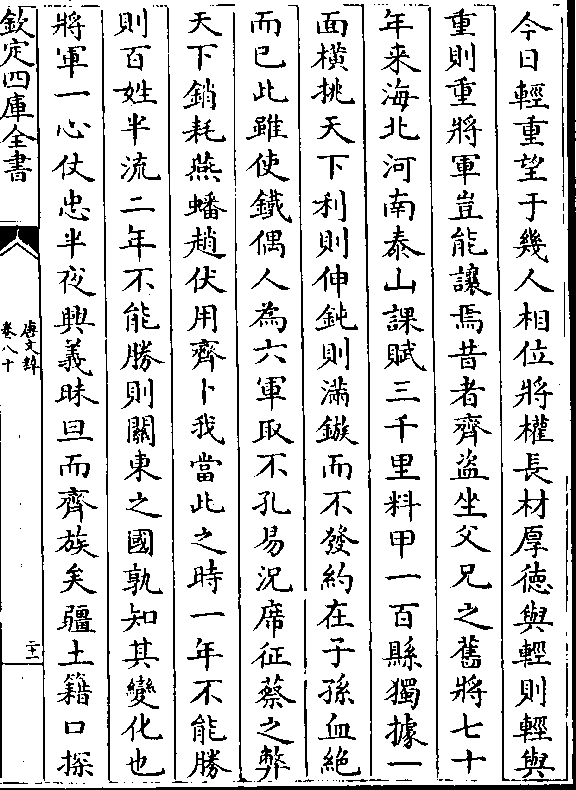 今日輕重望于幾人相位將權長材厚德與輕則輕與
重則重將軍豈能讓焉昔者齊盜坐父兄之舊將七十
年来海北河南泰山課賦三千里料甲一百縣獨據一
面橫挑天下利則伸鈍則滿鏃而不發約在子孫血絕
而已此雖使鐵偶人為六軍取不孔易況席征蔡之弊
天下銷耗燕蟠趙伏用齊卜我當此之時一年不能勝
則百姓半流二年不能勝則關東之國孰知其變化也
將軍一心仗忠半夜興義昧旦而齊族矣疆土籍口探
欽定四庫全書
唐文粹
卷八十
二十二